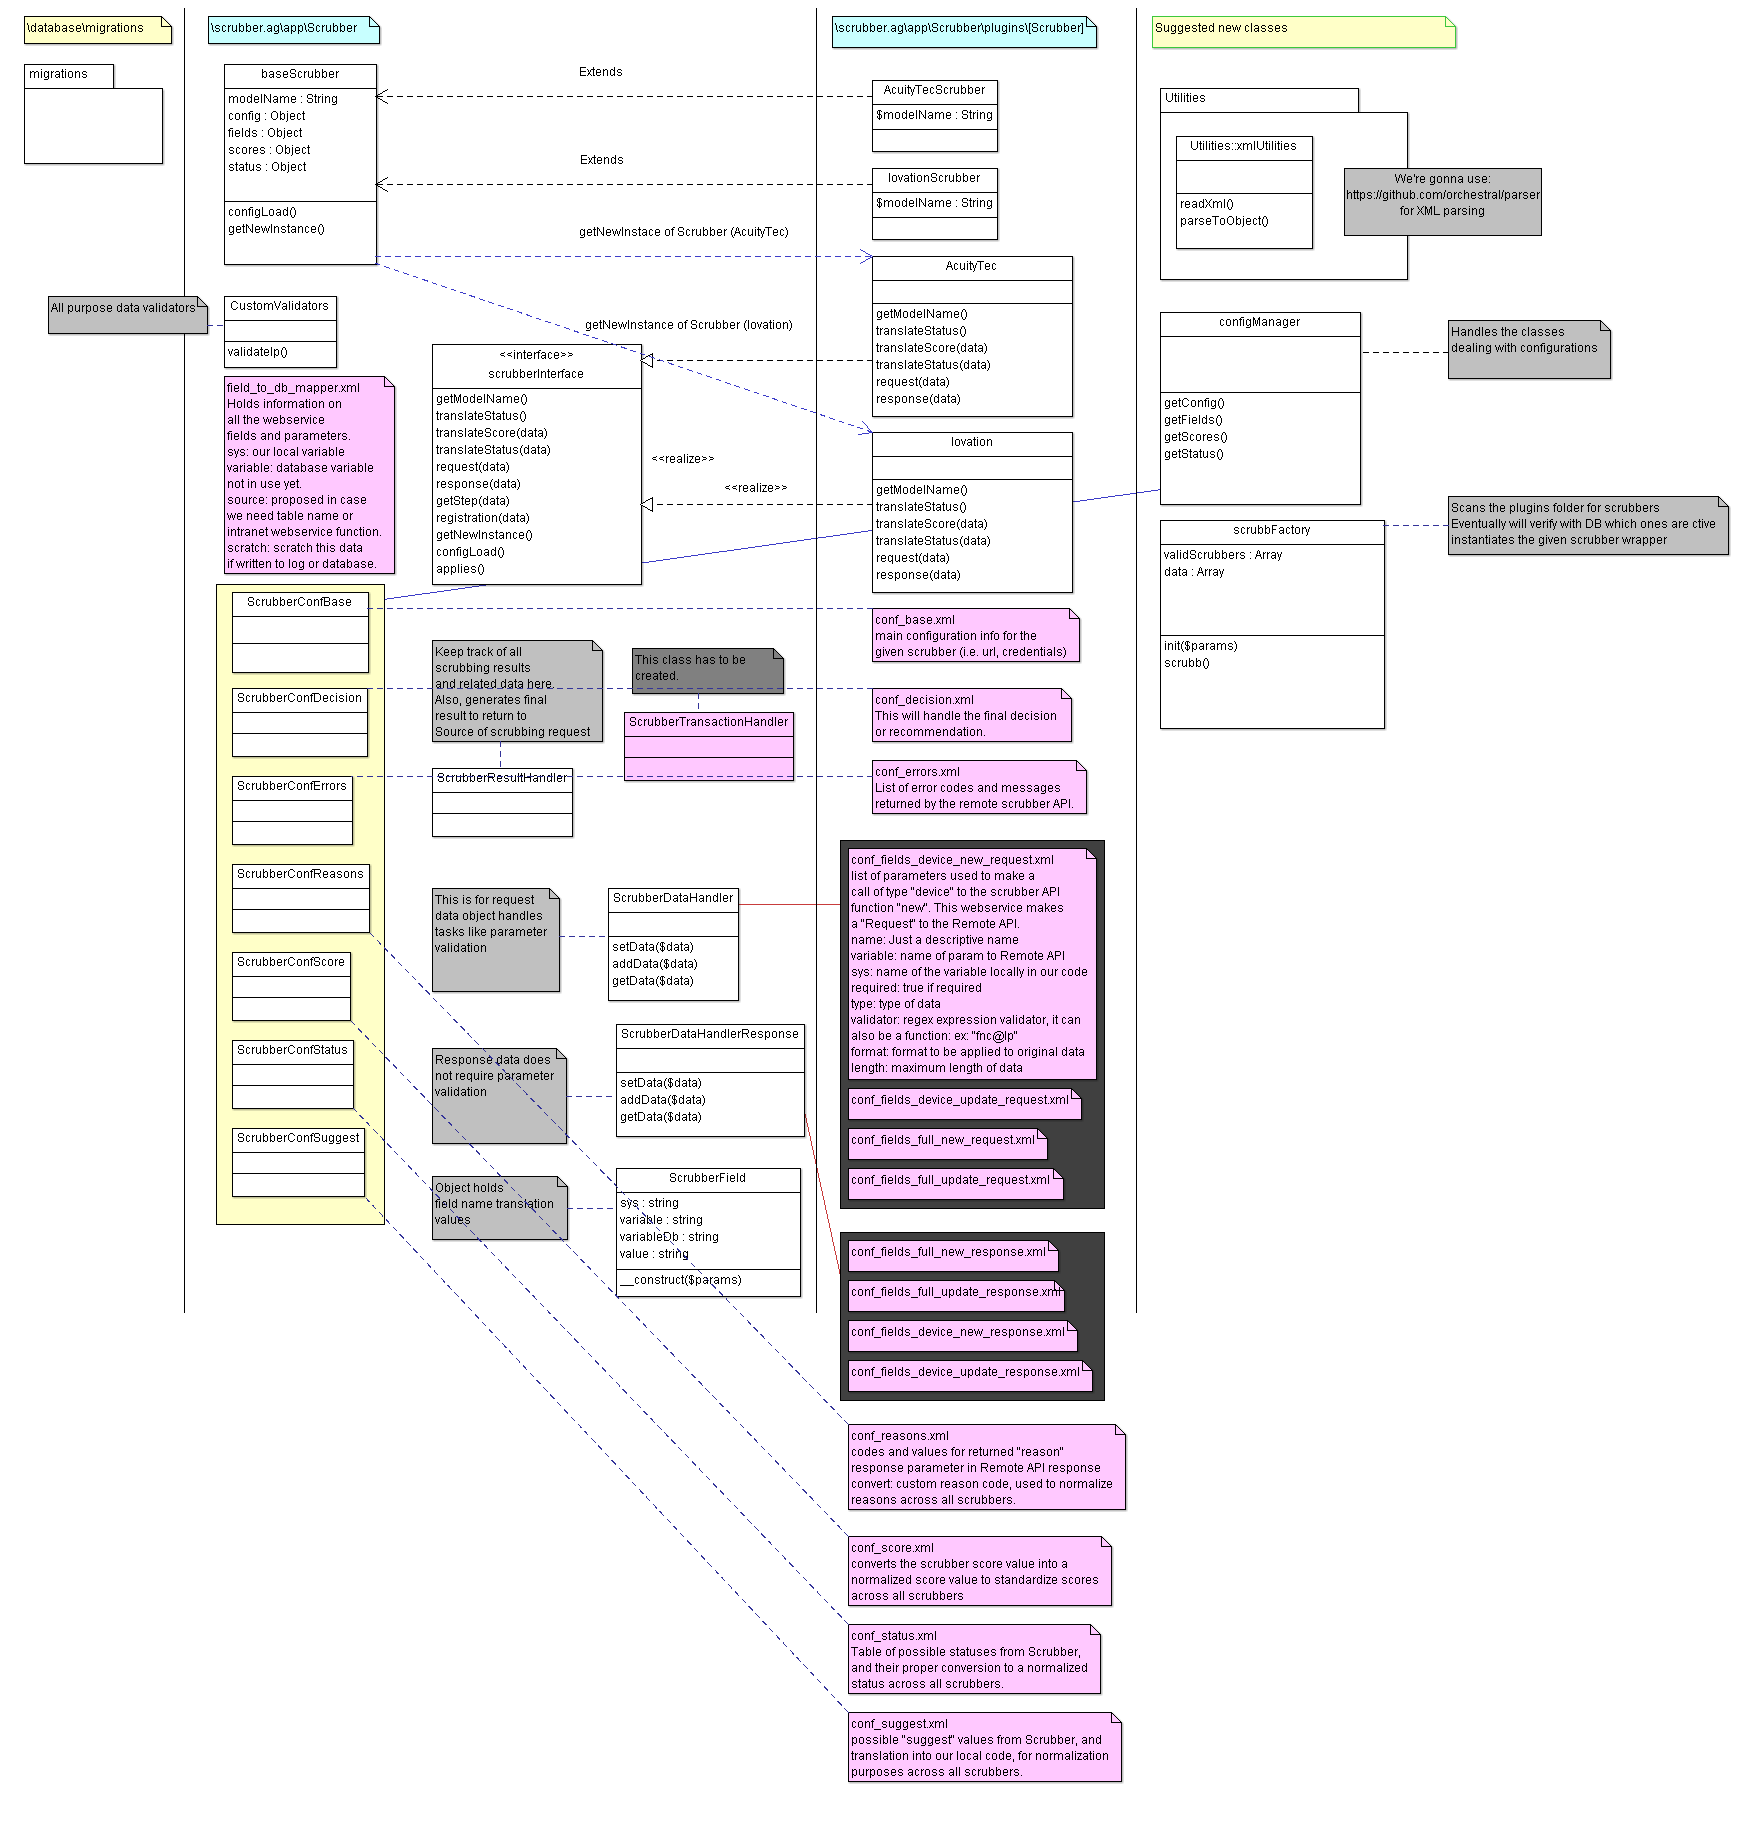 \database\migrations
migrations
\scrubber.ag\app\Scrubber
baseScrubber
modelName : String
config : Object
fields : Object
scores : Object
status : Object
configLoad()
getNewInstance()
All purpose data validators
CustomValidators
validateIp()
field_to_db_mapper.xml
Holds information on
all the webservice
fields and parameters.
sys: our local variable
variable: database variable
not in use yet.
source: proposed in case
we need table name or
intranet webservice function.
scratch: scratch this data
if written to log or database.
ScrubberConfBase
ScrubberConfDecision
ScrubberConfErrors
ScrubberConfReasons
ScrubberConfScore
ScrubberConfStatus
ScrubberConfSuggest
Extends
Extends
getNewInstace of Scrubber (AcuityTec)
getNewInstance of Scrubber (Iovation)
<<interface>>
scrubberInterface
getModelName()
translateStatus()
translateScore(data)
translateStatus(data)
request(data)
response(data)
getStep(data)
registration(data)
getNewInstance()
configLoad()
applies()
<<realize>>
<<realize>>
Keep track of all
scrubbing results
and related data here.
Also, generates final
result to return to
Source of scrubbing request
This class has to be
created.
ScrubberTransactionHandler
ScrubberResultHandler
This is for request
data object handles
tasks like parameter
validation
ScrubberDataHandler
setData($data)
addData($data)
getData($data)
Response data does
not require parameter
validation
ScrubberDataHandlerResponse
setData($data)
addData($data)
getData($data)
Object holds
field name translation
values
ScrubberField
sys : string
variable : string
variableDb : string
value : string
__construct($params)
\scrubber.ag\app\Scrubber\plugins\[Scrubber]
AcuityTecScrubber
$modelName : String
IovationScrubber
$modelName : String
AcuityTec
getModelName()
translateStatus()
translateScore(data)
translateStatus(data)
request(data)
response(data)
Iovation
getModelName()
translateStatus()
translateScore(data)
translateStatus(data)
request(data)
response(data)
conf_base.xml
main configuration info for the
given scrubber (i.e. url, credentials)
conf_decision.xml
This will handle the final decision
or recommendation.
conf_errors.xml
List of error codes and messages
returned by the remote scrubber API.
conf_fields_device_new_request.xml
list of parameters used to make a
call of type "device" to the scrubber API
function "new". This webservice makes
a "Request" to the Remote API.
name: Just a descriptive name
variable: name of param to Remote API
sys: name of the variable locally in our code
required: true if required
type: type of data
validator: regex expression validator, it can
also be a function: ex: "fnc@Ip"
format: format to be applied to original data
length: maximum length of data
conf_fields_device_update_request.xml
conf_fields_full_new_request.xml
conf_fields_full_update_request.xml
conf_fields_full_new_response.xml
conf_fields_full_update_response.xml
conf_fields_device_new_response.xml
conf_fields_device_update_response.xml
conf_reasons.xml
codes and values for returned "reason"
response parameter in Remote API response
convert: custom reason code, used to normalize
reasons across all scrubbers.
conf_score.xml
converts the scrubber score value into a
normalized score value to standardize scores
across all scrubbers
conf_status.xml
Table of possible statuses from Scrubber,
and their proper conversion to a normalized
status across all scrubbers.
conf_suggest.xml
possible "suggest" values from Scrubber, and
translation into our local code, for normalization
purposes across all scrubbers.
Suggested new classes
Utilities
Utilities::xmlUtilities
readXml()
parseToObject()
We're gonna use:
https://github.com/orchestral/parser
for XML parsing
configManager
getConfig()
getFields()
getScores()
getStatus()
Handles the classes
dealing with configurations
scrubbFactory
validScrubbers : Array
data : Array
init($params)
scrubb()
Scans the plugins folder for scrubbers
Eventually will verify with DB which ones are ctive
instantiates the given scrubber wrapper